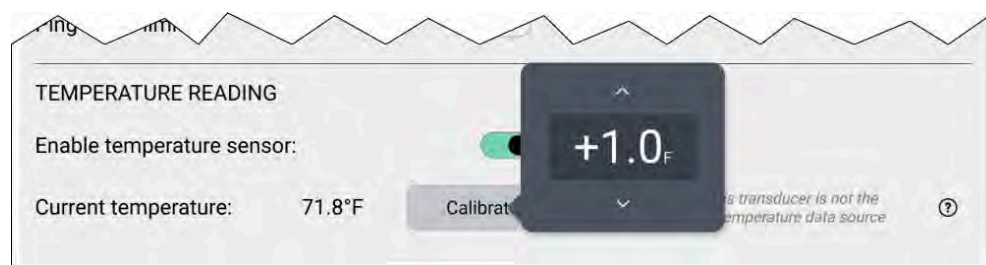 TEMPERATURE READING
+1.0F
Enable temperature sensor:
Current temperature: 71.8°F Calibrat transducer is not the
emperature data source ?